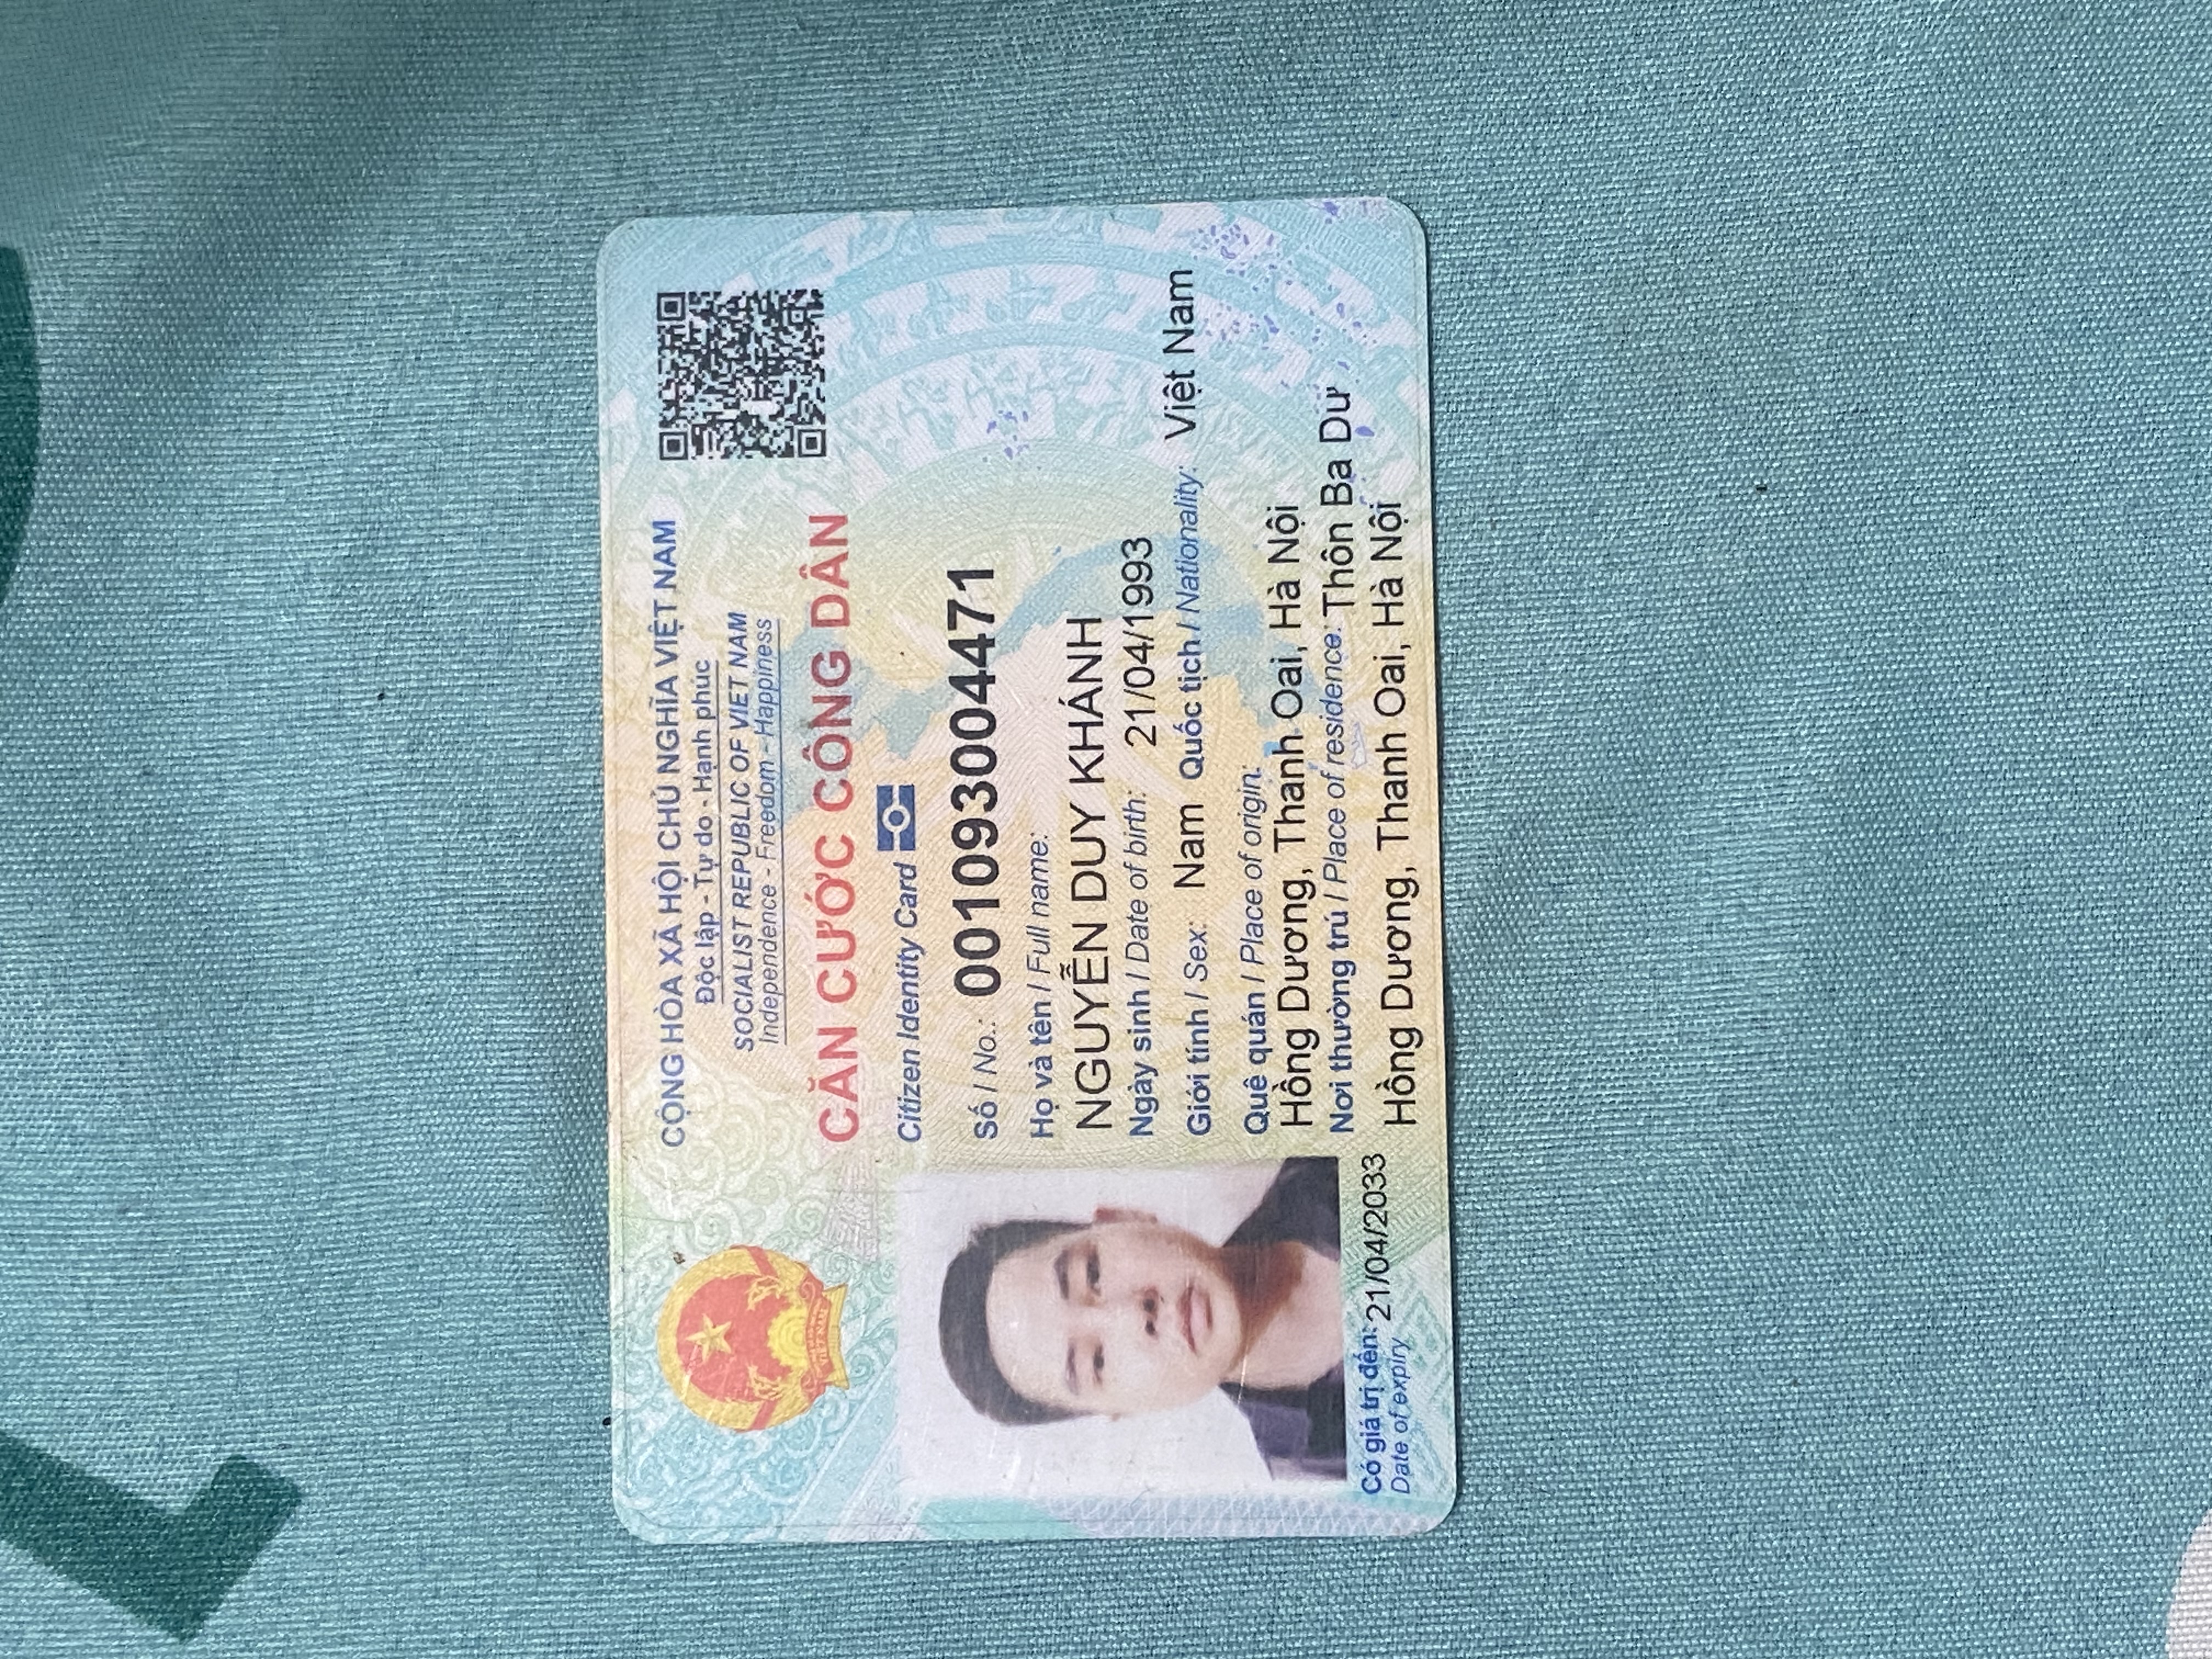 CỘNG HÒA XÃ HỘI CHỦ NGHĨA VIỆT NAM
Độc lập - Tự do - Hạnh phúc
SOCIALIST REPUBLIC OF VIET NAM
Independence - Freedom - Happiness
CĂN CƯỚC CÔNG DÂN
Citizen Identity Card
Số / No.: 001093004471
Họ và tên / Full name:
NGUYỄN DUY KHÁNH
Ngày sinh / Date of birth: 21/04/1993
Giới tính / Sex: Nam Quốc tịch / Nationality: Việt Nam
Quê quán / Place of origin:
Hồng Dương, Thanh Oai, Hà Nội
Nơi thường trú / Place of residence: Thôn Ba Dư
Hồng Dương, Thanh Oai, Hà Nội
Có giá trị đến: 21/04/2033
Date of expiry
VIỆT NAM